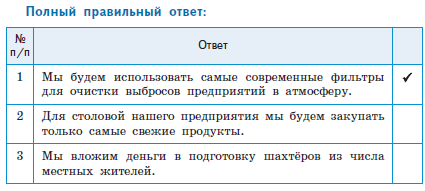 Полный правильный ответ:
№ п/п
Ответ
1 Мы будем использовать самые современные фильтры
для очистки выбросов предприятий в атмосферу. ✓
2 Для столовой нашего предприятия мы будем закупать
только самые свежие продукты.
3 Мы вложим деньги в подготовку шахтёров из числа
местных жителей.